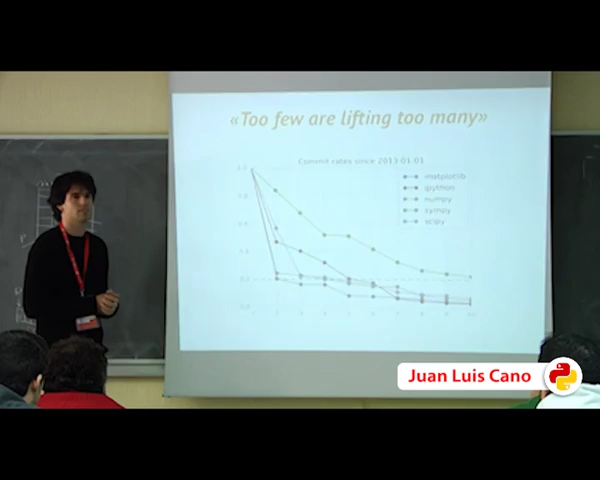 «Too few are lifting too many»
Commit rates since 2013-01-01
matplotlib
ipython
numpy
sympy
scipy
Juan Luis Cano